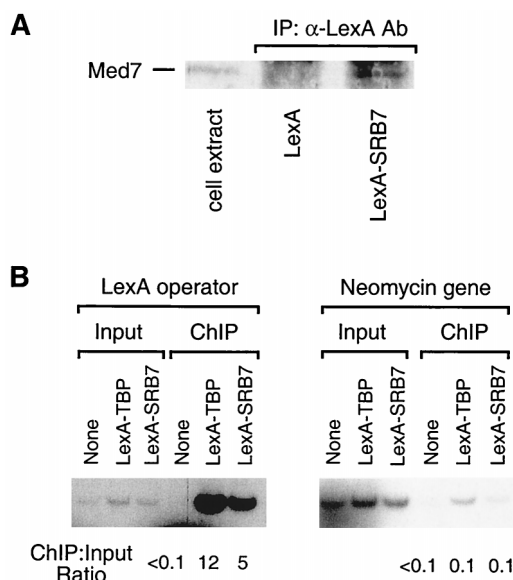 A
IP: α-LexA Ab
Med7
cell extract
LexA
LexA-SRB7
B
LexA operator
Neomycin gene
Input
ChIP
Input
ChIP
None
LexA-TBP
LexA-SRB7
None
LexA-TBP
LexA-SRB7
None
LexA-TBP
LexA-SRB7
None
LexA-TBP
LexA-SRB7
ChIP:Input
Ratio
<0.1 12 5
<0.1 0.1 0.1